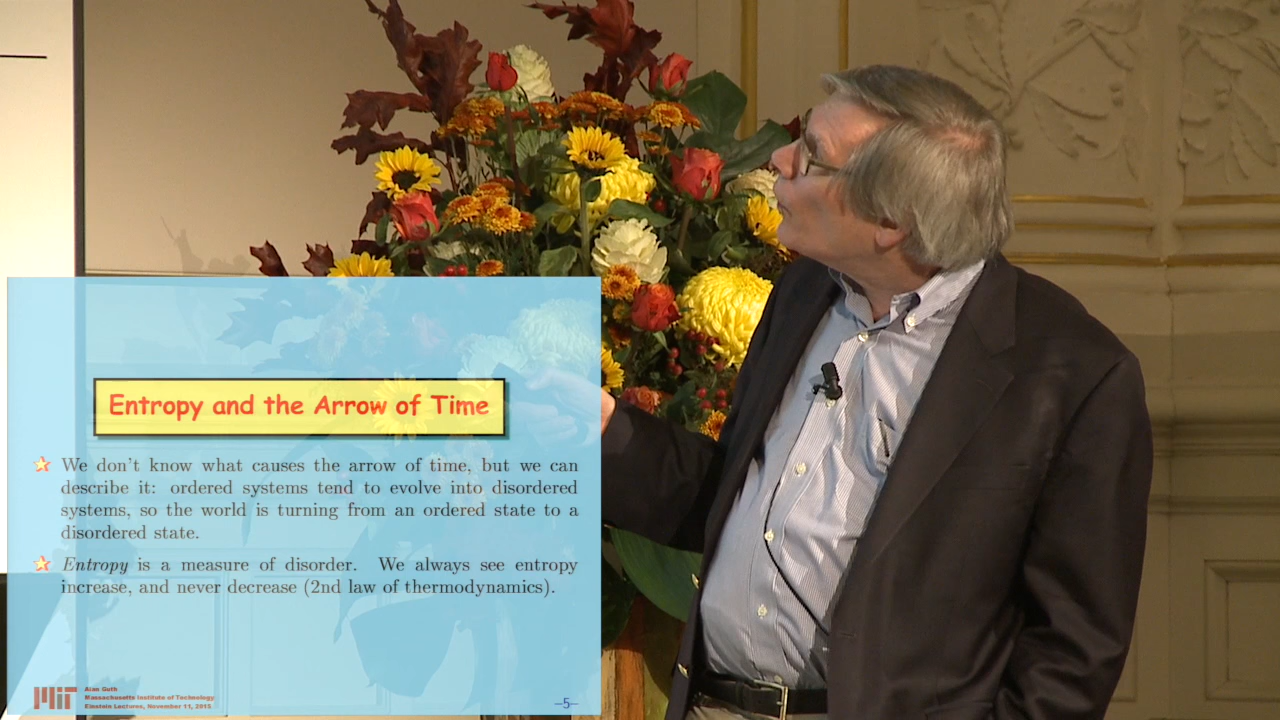 Entropy and the Arrow of Time
We don't know what causes the arrow of time, but we can
describe it: ordered systems tend to evolve into disordered
systems, so the world is turning from an ordered state to a
disordered state.
Entropy is a measure of disorder. We always see entropy
increase, and never decrease (2nd law of thermodynamics).
MIT
Alan Guth
Massachusetts Institute of Technology
Einstein Lectures, November 11, 2015
–5–